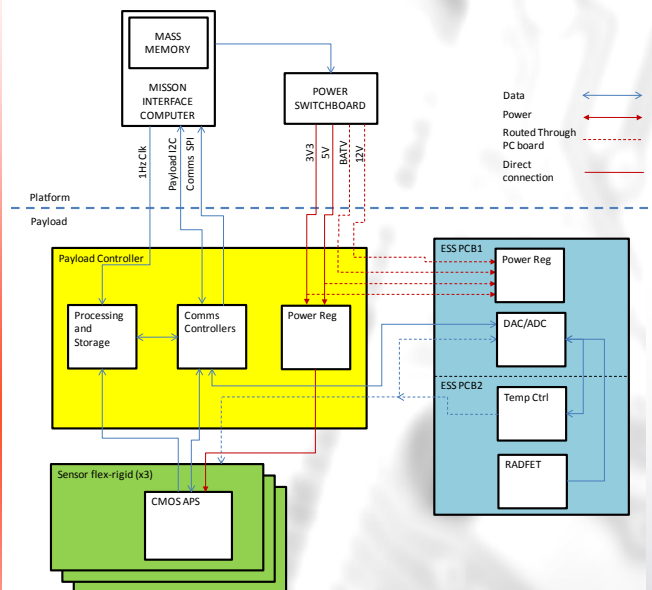 MASS
MEMORY
MISSON
INTERFACE
COMPUTER
POWER
SWITCHBOARD
Data
Power
Routed Through
PC board
Direct
connection
1Hz Clk
Payload I2C
Comms SPI
3V3
5V
BATV
12V
Platform
Payload
Payload Controller
Processing
and
Storage
Comms
Controllers
Power Reg
ESS PCB1
Power Reg
DAC/ADC
ESS PCB2
Temp Ctrl
RADFET
Sensor flex-rigid (x3)
CMOS APS